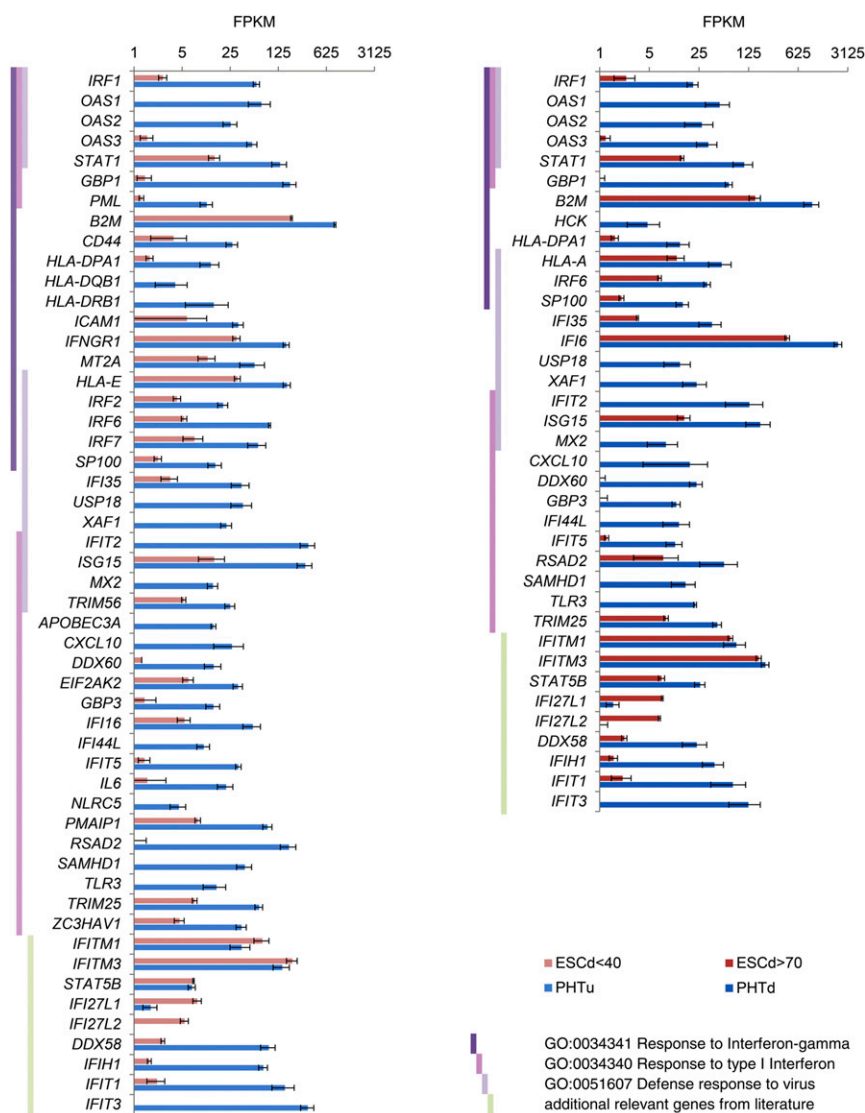 FPKM
1 5 25 125 625 3125
IRF1
OAS1
OAS2
OAS3
STAT1
GBP1
PML
B2M
CD44
HLA-DPA1
HLA-DQB1
HLA-DRB1
ICAM1
IFNGR1
MT2A
HLA-E
IRF2
IRF6
IRF7
SP100
IFI35
USP18
XAF1
IFIT2
ISG15
MX2
TRIM56
APOBEC3A
CXCL10
DDX60
EIF2AK2
GBP3
IFI16
IFI44L
IFIT5
IL6
NLRC5
PMAIP1
RSAD2
SAMHD1
TLR3
TRIM25
ZC3HAV1
IFITM1
IFITM3
STAT5B
IFI27L1
IFI27L2
DDX58
IFIH1
IFIT1
IFIT3
FPKM
1 5 25 125 625 3125
IRF1
OAS1
OAS2
OAS3
STAT1
GBP1
B2M
HCK
HLA-DPA1
HLA-A
IRF6
SP100
IFI35
IFI6
USP18
XAF1
IFIT2
ISG15
MX2
CXCL10
DDX60
GBP3
IFI44L
IFIT5
RSAD2
SAMHD1
TLR3
TRIM25
IFITM1
IFITM3
STAT5B
IFI27L1
IFI27L2
DDX58
IFIH1
IFIT1
IFIT3
ESCd<40 ESCd>70
PHTu PHTd
GO:0034341 Response to Interferon-gamma
GO:0034340 Response to type I Interferon
GO:0051607 Defense response to virus
additional relevant genes from literature